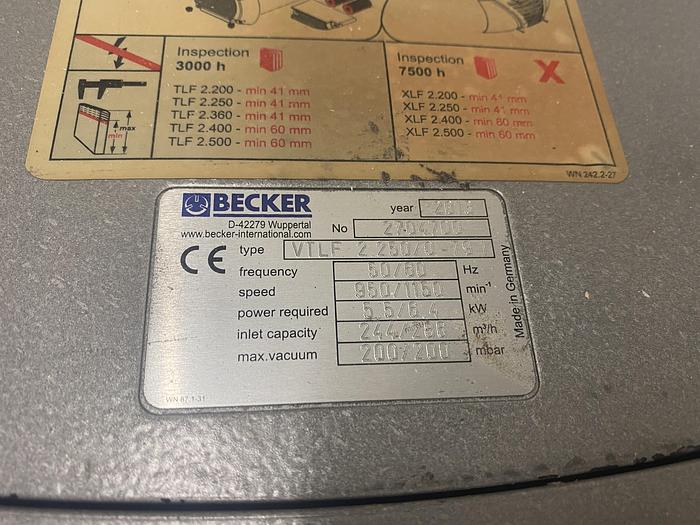 Inspection
3000 h
TLF 2.200 - min 41 mm
TLF 2.250 - min 41 mm
TLF 2.360 - min 41 mm
TLF 2.400 - min 60 mm
TLF 2.500 - min 60 mm
max
min
Inspection
7500 h
X
XLF 2.200 - min 41 mm
XLF 2.250 - min 41 mm
XLF 2.400 - min 60 mm
XLF 2.500 - min 60 mm
WN 242.2-27
BECKER
D-42279 Wuppertal
www.becker-international.com
year
No
CE
type VTLF 2.250/0-79
frequency 50/60 Hz
speed 950/1150 min⁻¹
power required 5.5/6.4 kW
inlet capacity 244/286 m³/h
max.vacuum 200/200 mbar
Made in Germany
WN 87.1-31